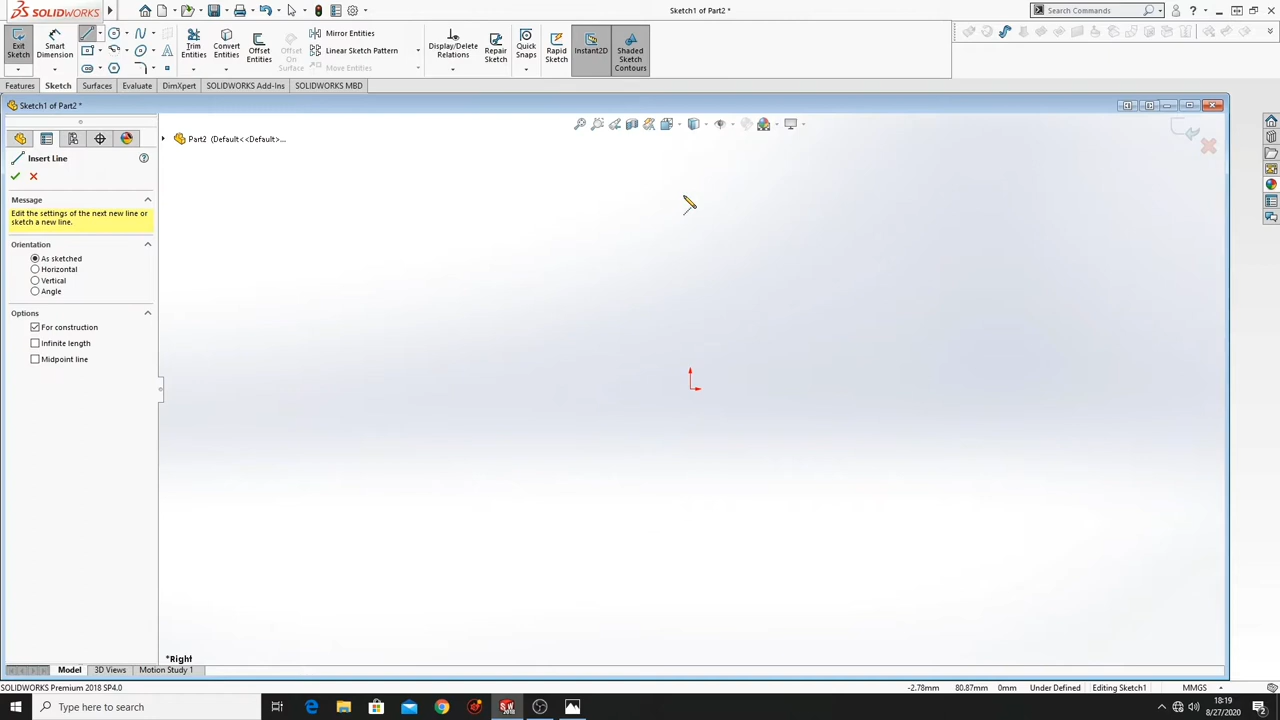 SOLIDWORKS
Sketch1 of Part2 *
Search Commands
Exit Sketch
Smart Dimension
Trim Entities
Convert Entities
Offset Entities
Offset On Surface
Mirror Entities
Linear Sketch Pattern
Move Entities
Display/Delete Relations
Repair Sketch
Quick Snaps
Rapid Sketch
Instant2D
Shaded Sketch Contours
Features
Sketch
Surfaces
Evaluate
DimXpert
SOLIDWORKS Add-Ins
SOLIDWORKS MBD
Sketch1 of Part2 *
Part2 (Default<<Default>...
Insert Line
Message
Edit the settings of the next new line or
sketch a new line.
Orientation
As sketched
Horizontal
Vertical
Angle
Options
For construction
Infinite length
Midpoint line
*Right
Model
3D Views
Motion Study 1
SOLIDWORKS Premium 2018 SP4.0
-2.78mm
80.87mm
0mm
Under Defined
Editing Sketch1
MMGS
Type here to search
18:19
8/27/2020